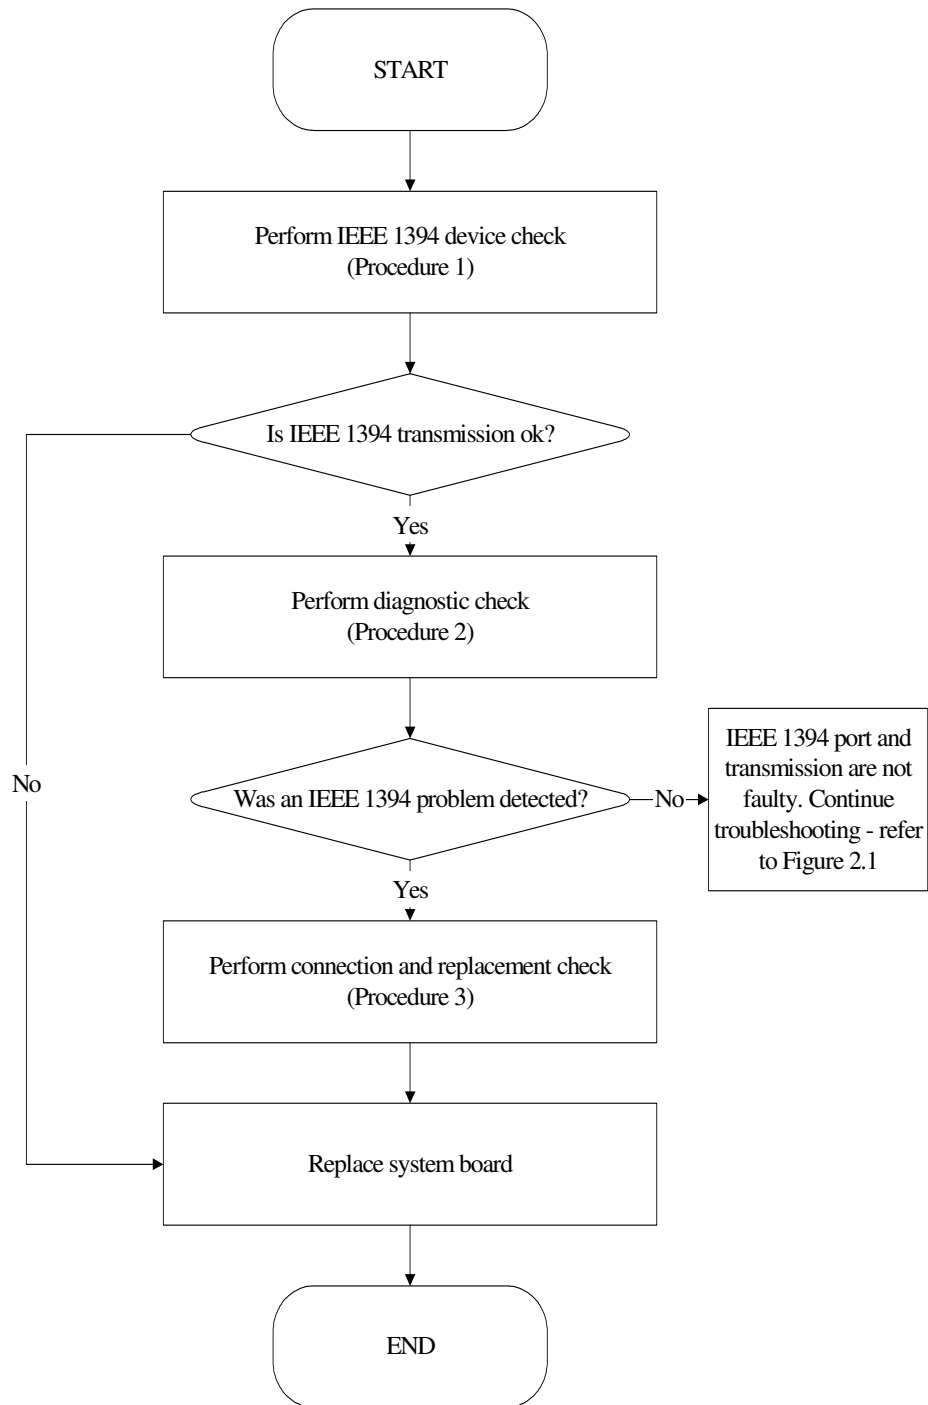 START
Perform IEEE 1394 device check
(Procedure 1)
Is IEEE 1394 transmission ok?
Yes
Perform diagnostic check
(Procedure 2)
No
Was an IEEE 1394 problem detected?
No
IEEE 1394 port and
transmission are not
faulty. Continue
troubleshooting - refer
to Figure 2.1
Yes
Perform connection and replacement check
(Procedure 3)
Replace system board
END